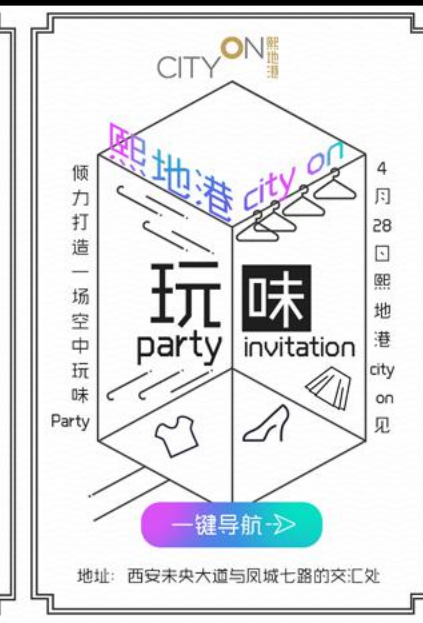 CITY ON 熙地港
熙地港 city on
倾力打造一场空中玩味Party
4月28日熙地港city on见
玩味
party invitation
一键导航
地址：西安未央大道与凤城七路的交汇处